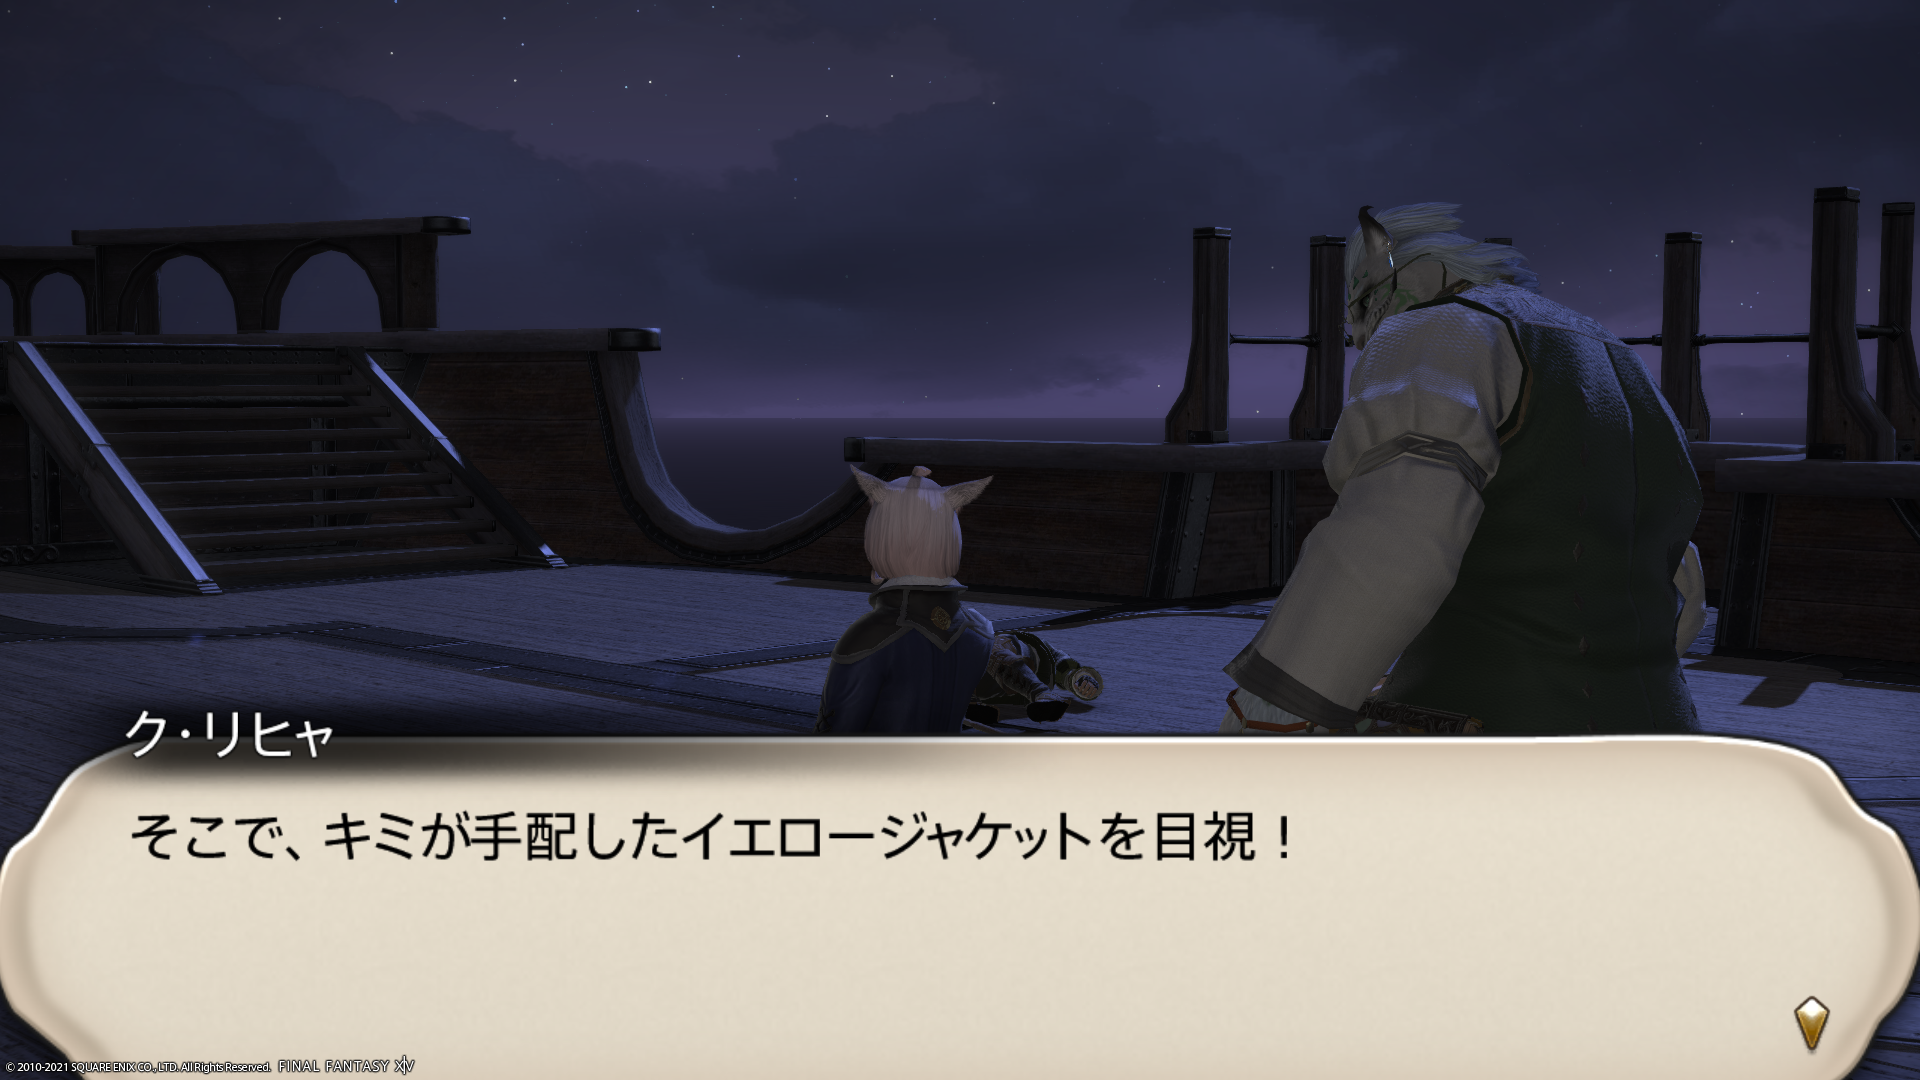 ク・リヒャ
そこで、キミが手配したイエロージャケットを目視！
© 2010-2021 SQUARE ENIX CO., LTD. All Rights Reserved. FINAL FANTASY XIV